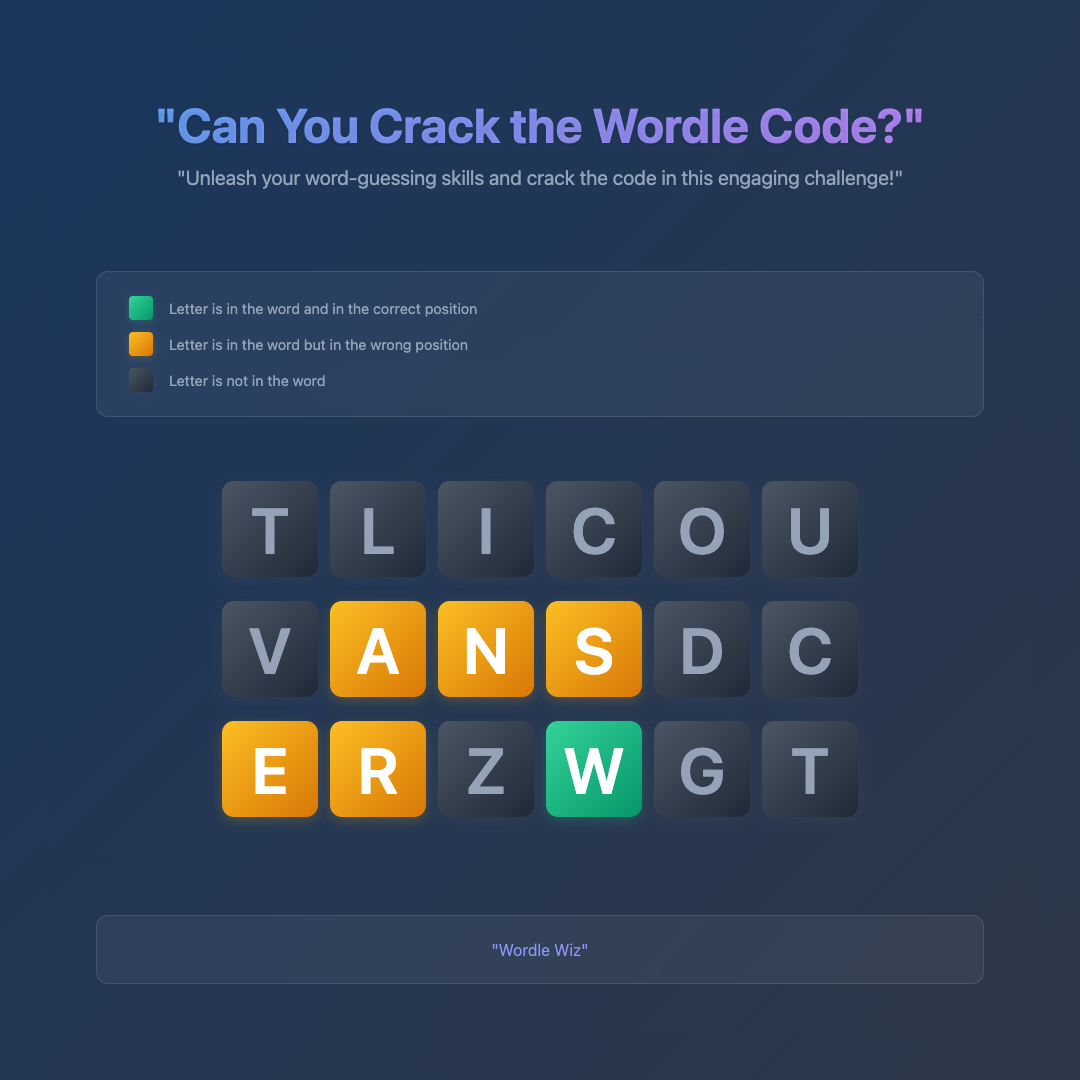 "Can You Crack the Wordle Code?"
"Unleash your word-guessing skills and crack the code in this engaging challenge!"
Letter is in the word and in the correct position
Letter is in the word but in the wrong position
Letter is not in the word
T L I C O U
V A N S D C
E R Z W G T
"Wordle Wiz"